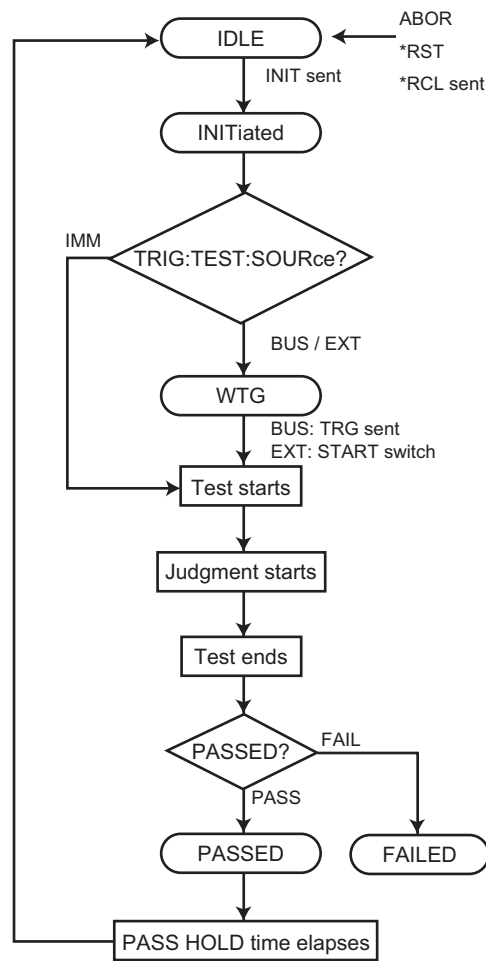 IDLE
ABOR
*RST
*RCL sent
INIT sent
INITiated
IMM
TRIG:TEST:SOURce?
BUS / EXT
WTG
BUS: TRG sent
EXT: START switch
Test starts
Judgment starts
Test ends
PASSED?
FAIL
PASS
PASSED
FAILED
PASS HOLD time elapses